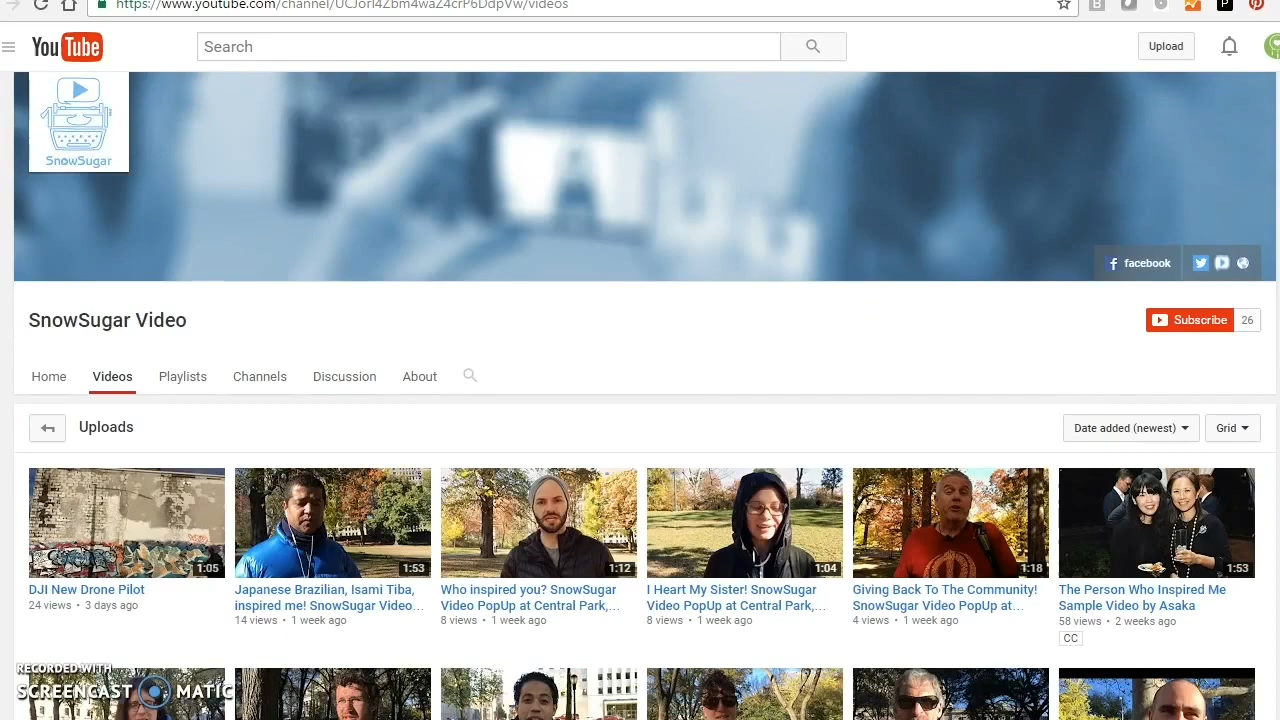 https://www.youtube.com/channel/UCJorI4Zbm4waZ4crP6DdpVw/videos
B
P
YouTube
Search
Upload
SnowSugar
facebook
SnowSugar Video
Subscribe 26
Home Videos Playlists Channels Discussion About
Uploads
Date added (newest)
Grid
1:05 1:53 1:12 1:04 1:18 1:53
DJI New Drone Pilot
24 views • 3 days ago
Japanese Brazilian, Isami Tiba,
inspired me! SnowSugar Video...
14 views • 1 week ago
Who inspired you? SnowSugar
Video PopUp at Central Park,...
8 views • 1 week ago
I Heart My Sister! SnowSugar
Video PopUp at Central Park,...
8 views • 1 week ago
Giving Back To The Community!
SnowSugar Video PopUp at...
4 views • 1 week ago
The Person Who Inspired Me
Sample Video by Asaka
58 views • 2 weeks ago
CC
RECORDED WITH
SCREENCAST MATIC